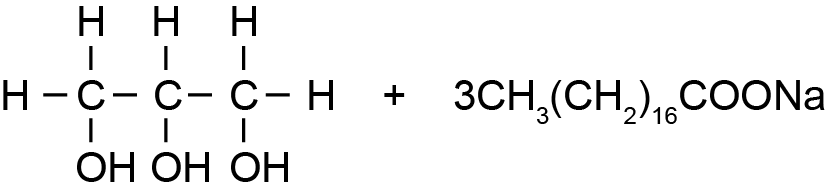 H H H
H – C – C – C – H + 3CH₃(CH₂)₁₆COONa
OH OH OH